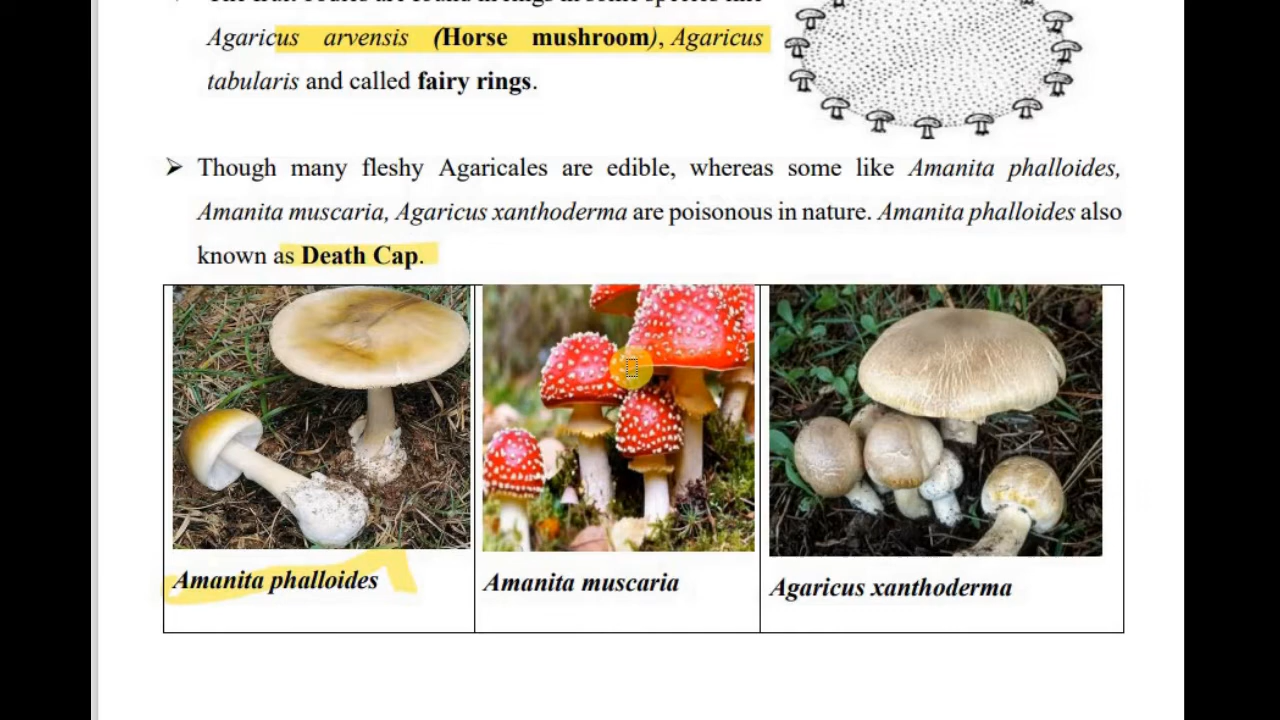 Agaricus arvensis (Horse mushroom), Agaricus
tabularis and called fairy rings.
➢ Though many fleshy Agaricales are edible, whereas some like Amanita phalloides,
Amanita muscaria, Agaricus xanthoderma are poisonous in nature. Amanita phalloides also
known as Death Cap.
Amanita phalloides
Amanita muscaria
Agaricus xanthoderma